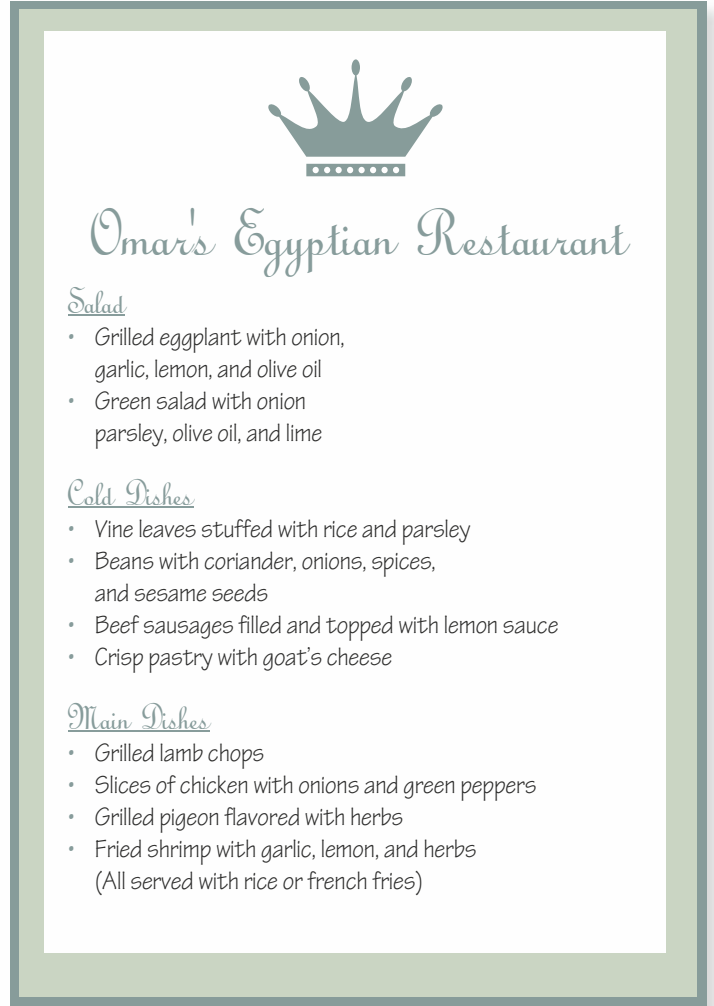 Omar's Egyptian Restaurant
Salad
• Grilled eggplant with onion,
garlic, lemon, and olive oil
• Green salad with onion
parsley, olive oil, and lime
Cold Dishes
• Vine leaves stuffed with rice and parsley
• Beans with coriander, onions, spices,
and sesame seeds
• Beef sausages filled and topped with lemon sauce
• Crisp pastry with goat's cheese
Main Dishes
• Grilled lamb chops
• Slices of chicken with onions and green peppers
• Grilled pigeon flavored with herbs
• Fried shrimp with garlic, lemon, and herbs
(All served with rice or french fries)